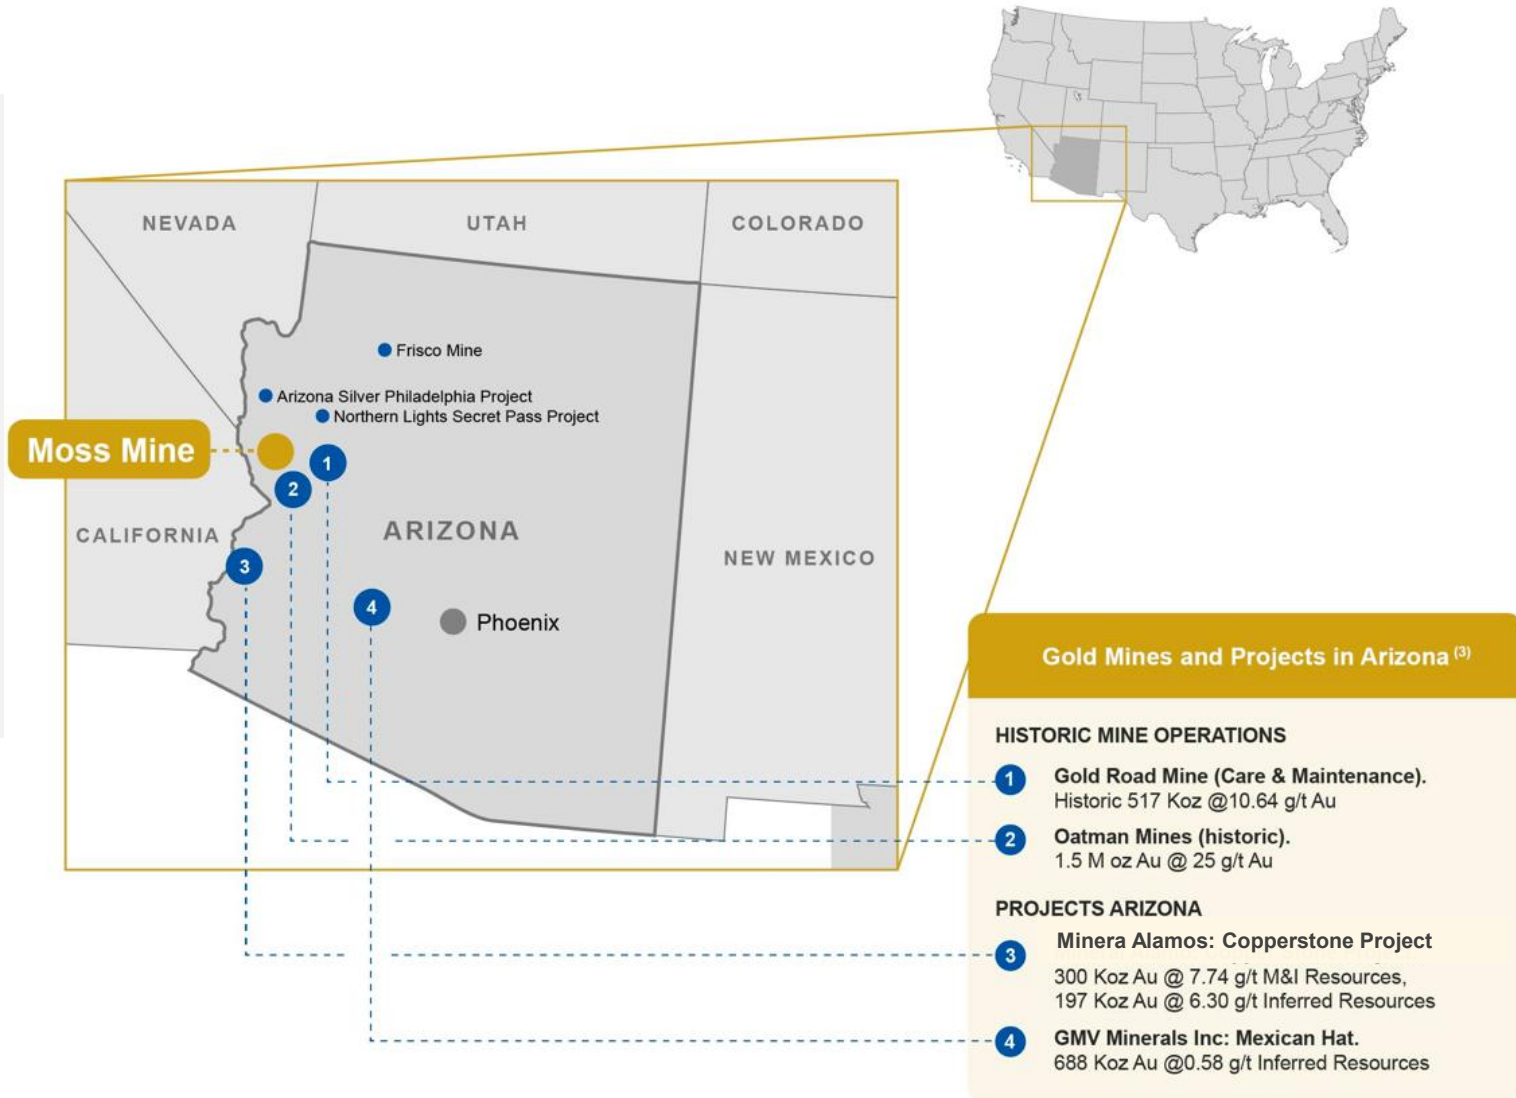 NEVADA
UTAH
COLORADO
Frisco Mine
Arizona Silver Philadelphia Project
Northern Lights Secret Pass Project
Moss Mine
1
2
CALIFORNIA
ARIZONA
NEW MEXICO
3
4
Phoenix
Gold Mines and Projects in Arizona (3)
HISTORIC MINE OPERATIONS
1 Gold Road Mine (Care & Maintenance).
Historic 517 Koz @10.64 g/t Au
2 Oatman Mines (historic).
1.5 M oz Au @ 25 g/t Au
PROJECTS ARIZONA
3 Minera Alamos: Copperstone Project
300 Koz Au @ 7.74 g/t M&I Resources,
197 Koz Au @ 6.30 g/t Inferred Resources
4 GMV Minerals Inc: Mexican Hat.
688 Koz Au @0.58 g/t Inferred Resources